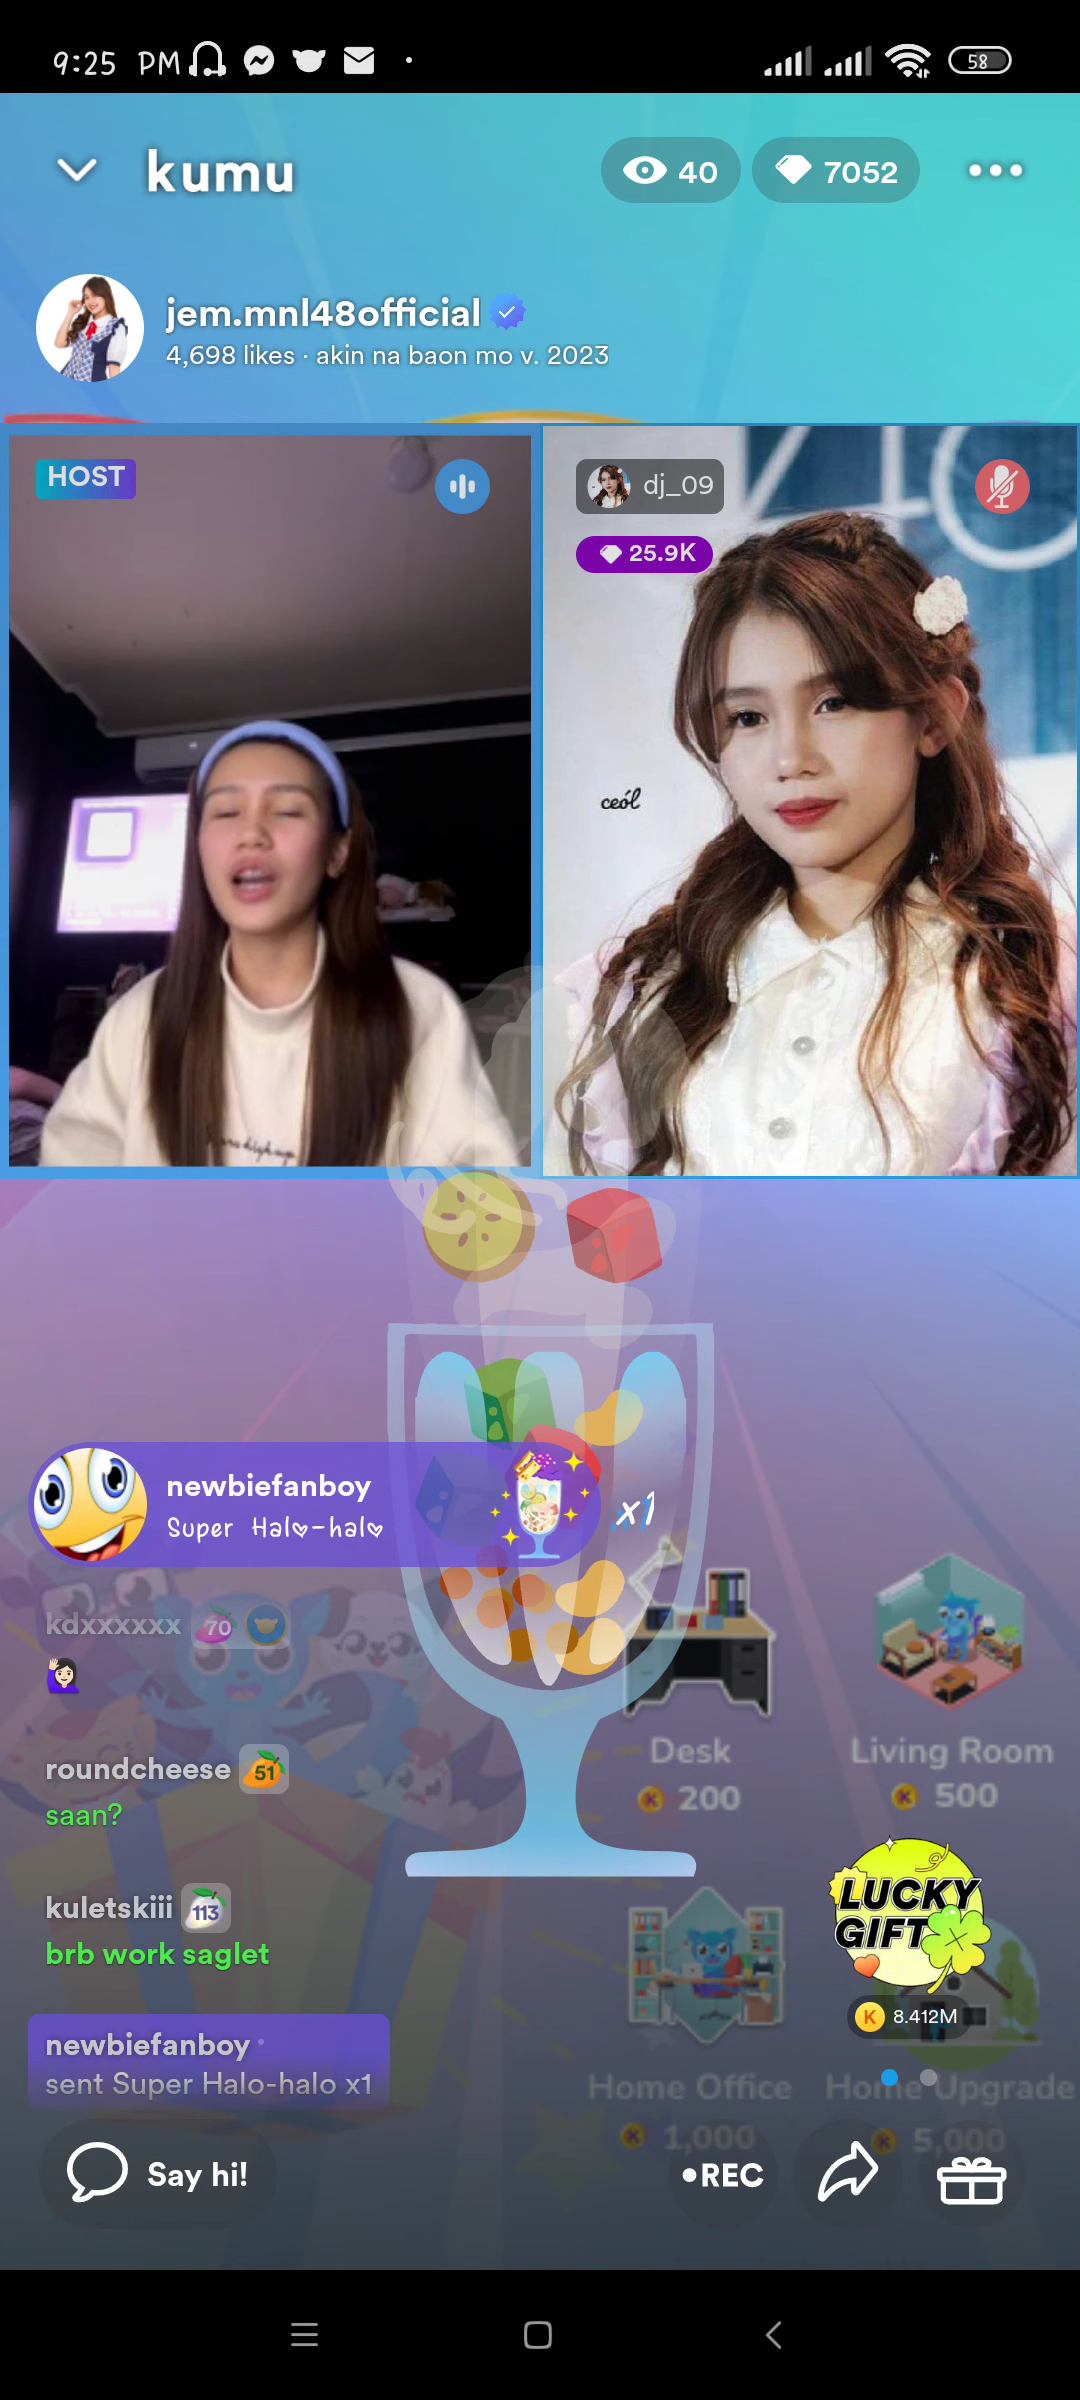 9:25 PM
58
kumu
40
7052
jem.mnl48official
4,698 likes · akin na baon mo v. 2023
HOST
dj_09
25.9K
ceól
newbiefanboy
Super Halo-halo
x1
kdxxxxxx 70
roundcheese 51
saan?
kuletskiii 113
brb work saglet
newbiefanboy
sent Super Halo-halo x1
Desk
200
Living Room
500
LUCKY
GIFT
K 8.412M
Home Office
1,000
Home Upgrade
5,000
Say hi!
•REC